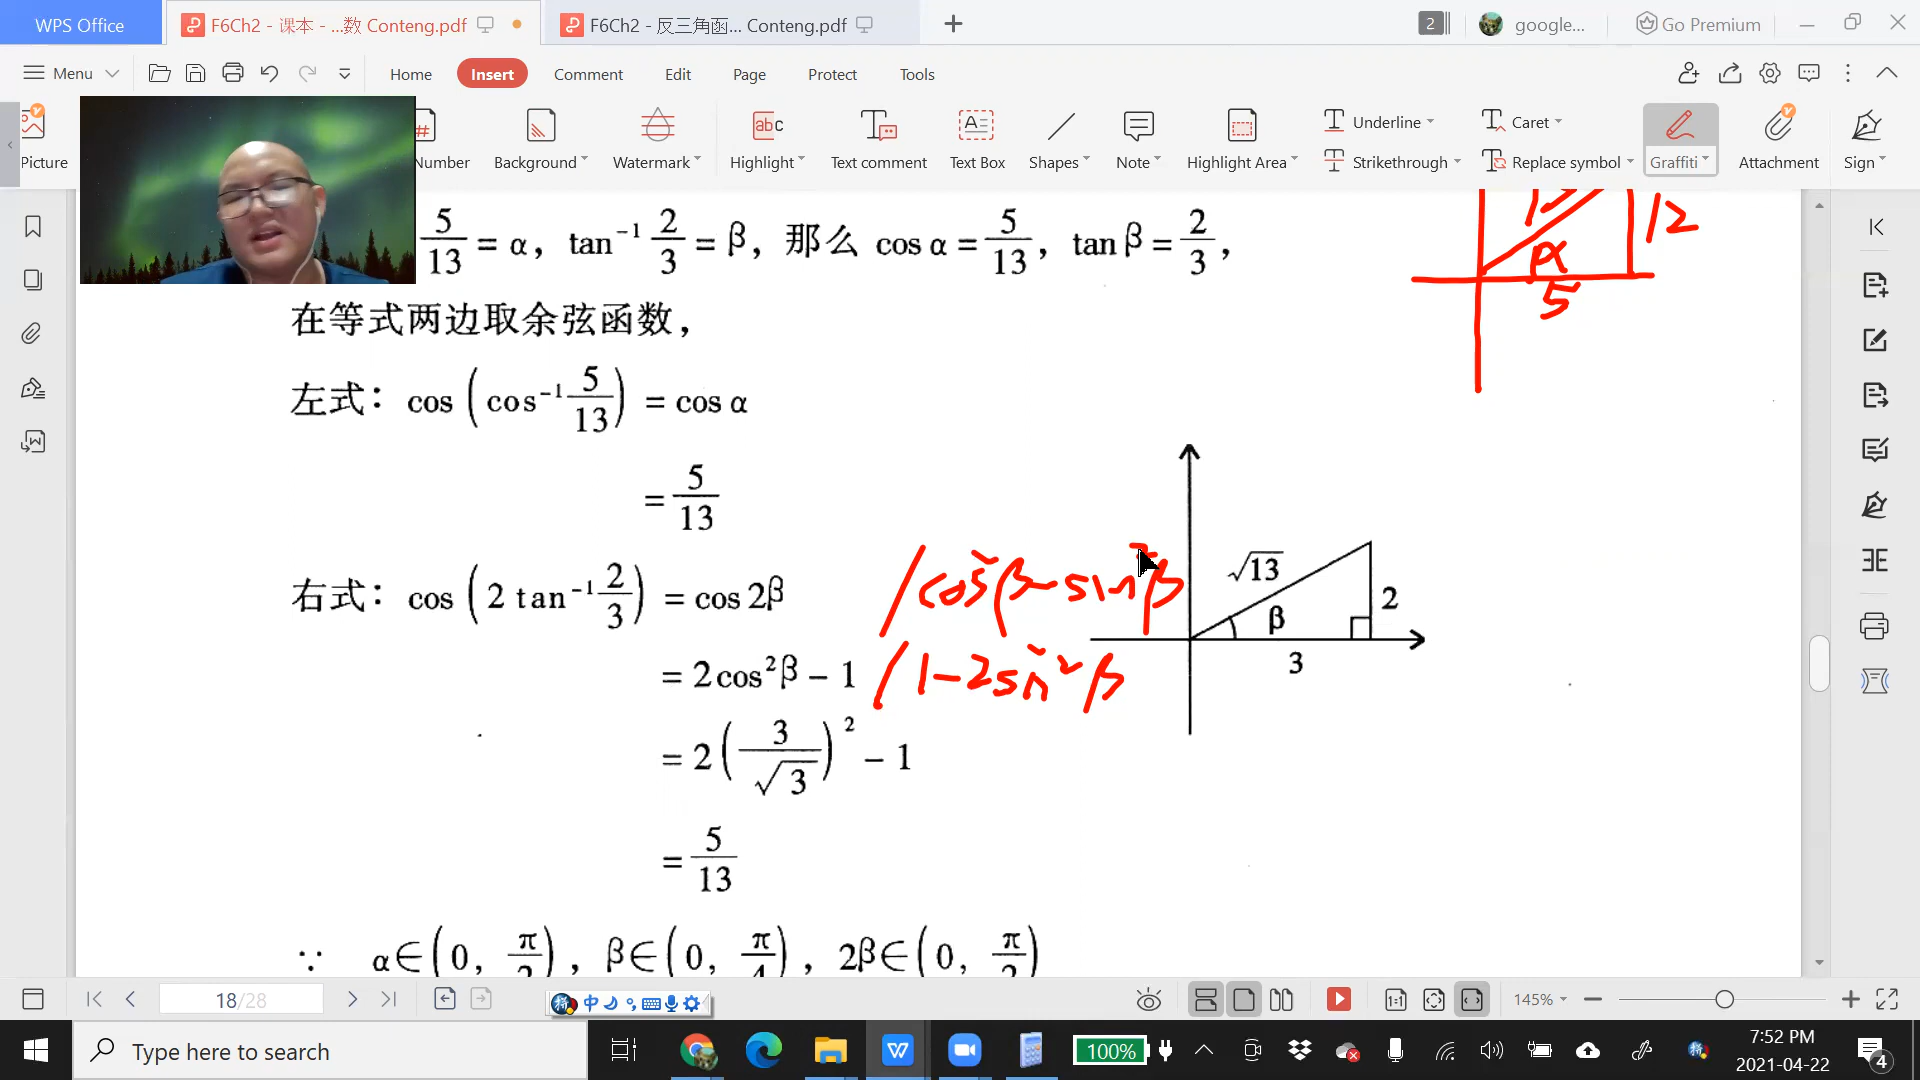 WPS Office
F6Ch2 - 课本 - ...数 Conteng.pdf
F6Ch2 - 反三角函... Conteng.pdf
2
google...
Go Premium
Menu
Home
Insert
Comment
Edit
Page
Protect
Tools
Picture
Number
Background
Watermark
Highlight
Text comment
Text Box
Shapes
Note
Highlight Area
Underline
Strikethrough
Caret
Replace symbol
Graffiti
Attachment
Sign
5/13 = α, tan⁻¹ 2/3 = β, 那么 cos α = 5/13, tan β = 2/3,
12
α
5
在等式两边取余弦函数,
左式: cos (cos⁻¹ 5/13) = cos α
= 5/13
右式: cos (2 tan⁻¹ 2/3) = cos 2β
/ cos²β - sin²β
= 2cos²β - 1
/ 1 - 2sin²β
= 2 (3/√3)² - 1
= 5/13
√13
β
2
3
∵ α∈(0, π/2), β∈(0, π/4), 2β∈(0, π/2)
18/28
中
145%
Type here to search
100%
7:52 PM
2021-04-22
4